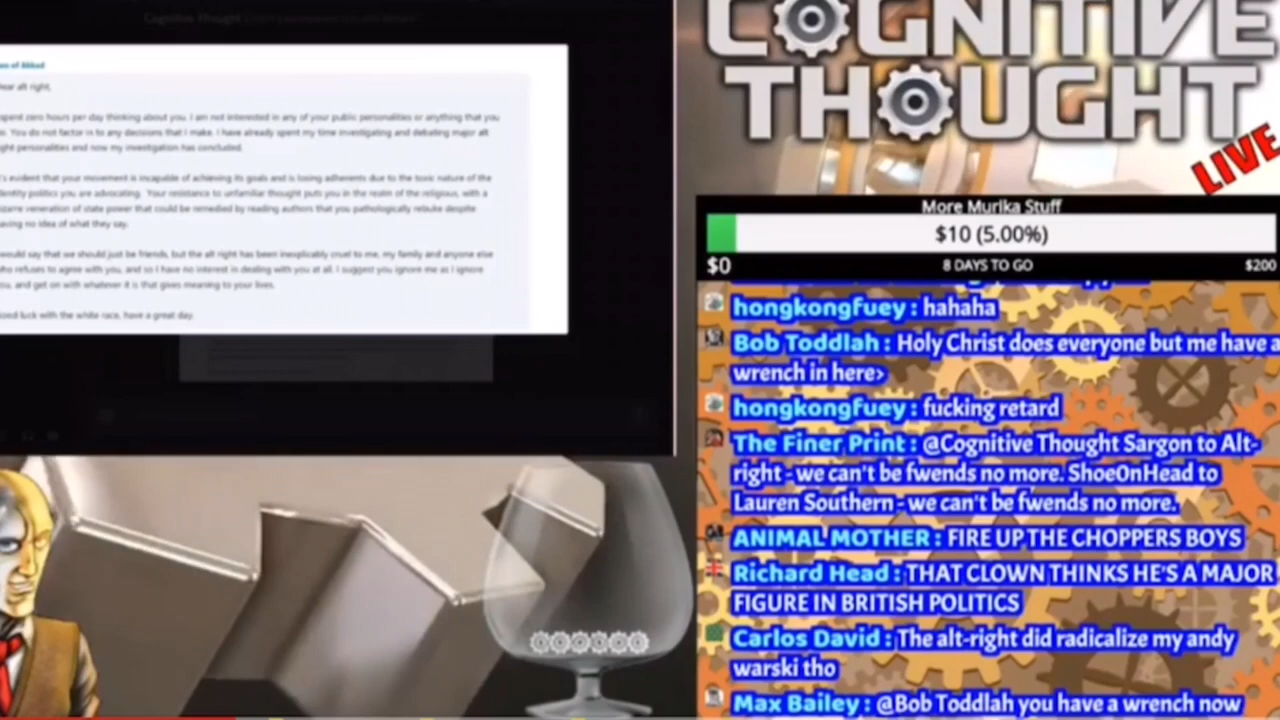 Cognitive Thought
of Abbud
alt right,
spent zero hours per day thinking about you. I am not interested in any of your public personalities or anything that you
You do not factor in to any decisions that I make. I have already spent my time investigating and debating major alt
right personalities and now my investigation has concluded.
evident that your movement is incapable of achieving its goals and is losing adherents due to the toxic nature of the
identity politics you are advocating. Your resistance to unfamiliar thought puts you in the realm of the religious, with a
bizarre veneration of state power that could be remedied by reading authors that you pathologically rebuke despite
having no idea of what they say.
would say that we should just be friends, but the alt right has been inexplicably cruel to me, my family and anyone else
who refuses to agree with you, and so I have no interest in dealing with you at all. I suggest you ignore me as I ignore
you, and get on with whatever it is that gives meaning to your lives.
Good luck with the white race, have a great day
COGNITIVE
THOUGHT
LIVE
More Murika Stuff
$10 (5.00%)
$0 8 DAYS TO GO $200
hongkongfuey : hahaha
Bob Toddlah : Holy Christ does everyone but me have a
wrench in here>
hongkongfuey : fucking retard
The Finer Print : @Cognitive Thought Sargon to Alt-
right - we can't be fwends no more. ShoeOnHead to
Lauren Southern - we can't be fwends no more.
ANIMAL MOTHER : FIRE UP THE CHOPPERS BOYS
Richard Head : THAT CLOWN THINKS HE'S A MAJOR
FIGURE IN BRITISH POLITICS
Carlos David : The alt-right did radicalize my andy
warski tho
Max Bailey : @Bob Toddlah you have a wrench now